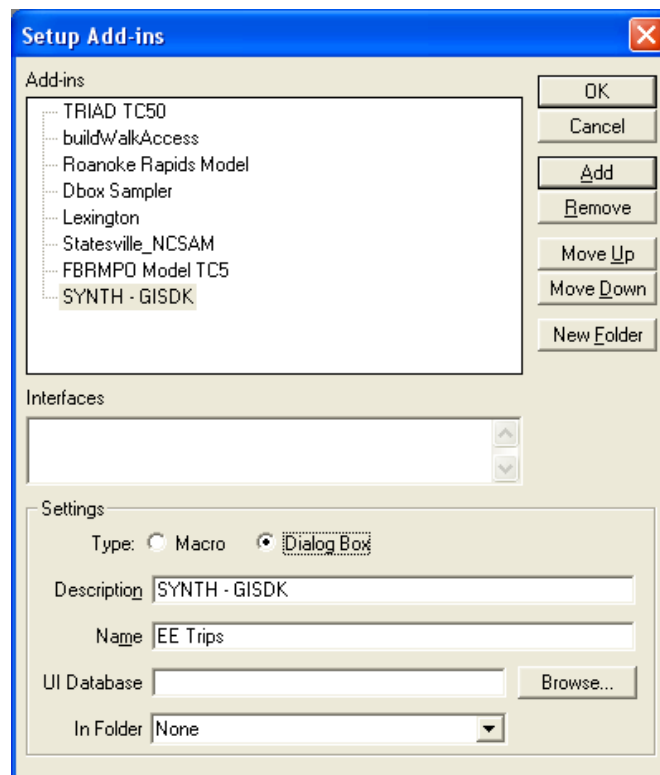 Setup Add-ins
Add-ins
TRIAD TC50
buildWalkAccess
Roanoke Rapids Model
Dbox Sampler
Lexington
Statesville_NCSAM
FBRMPO Model TC5
SYNTH - GISDK
OK
Cancel
Add
Remove
Move Up
Move Down
New Folder
Interfaces
Settings
Type: Macro Dialog Box
Description SYNTH - GISDK
Name EE Trips
UI Database Browse...
In Folder None